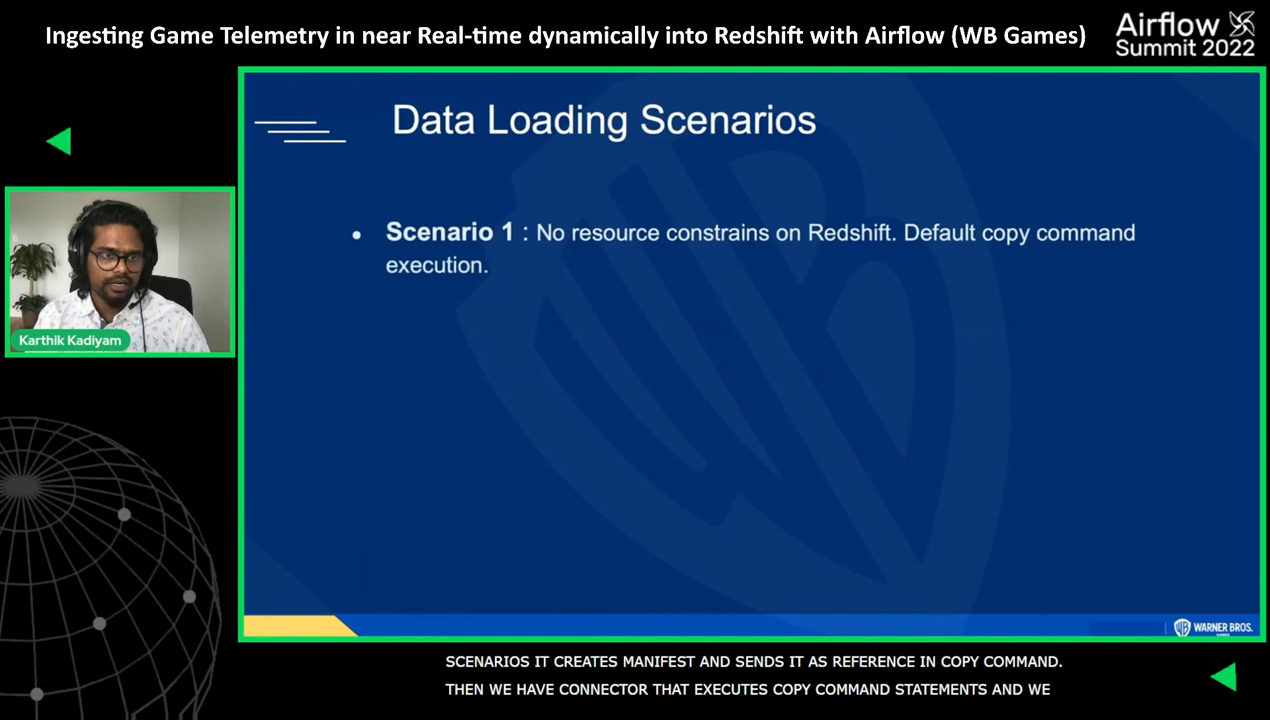 Ingesting Game Telemetry in near Real-time dynamically into Redshift with Airflow (WB Games)
Airflow
Summit 2022
Data Loading Scenarios
• Scenario 1 : No resource constrains on Redshift. Default copy command
execution.
Karthik Kadiyam
WB WARNER BROS.
GAMES
SCENARIOS IT CREATES MANIFEST AND SENDS IT AS REFERENCE IN COPY COMMAND.
THEN WE HAVE CONNECTOR THAT EXECUTES COPY COMMAND STATEMENTS AND WE